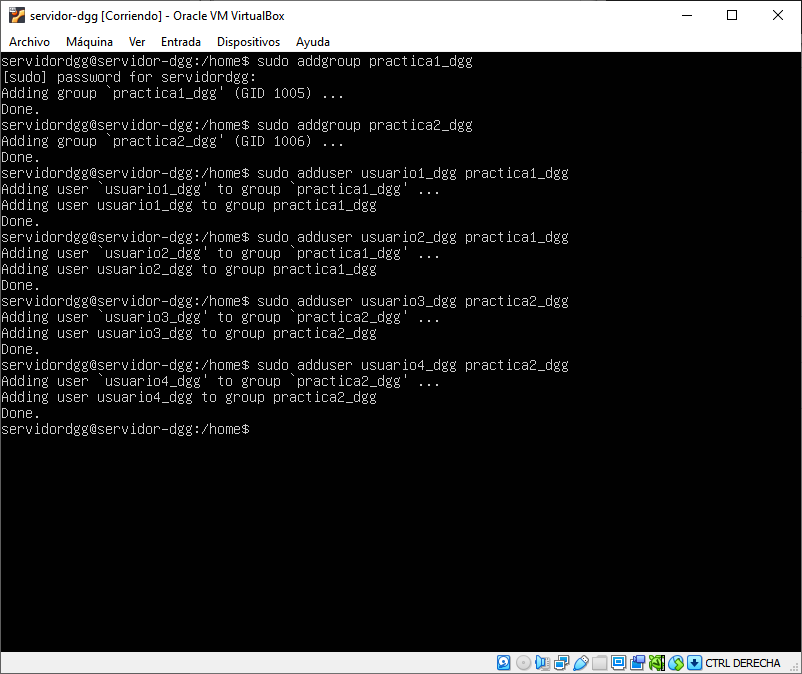 servidor-dgg [Corriendo] - Oracle VM VirtualBox
Archivo Máquina Ver Entrada Dispositivos Ayuda
servidordgg@servidor-dgg:/home$ sudo addgroup practica1_dgg
[sudo] password for servidordgg:
Adding group `practica1_dgg' (GID 1005) ...
Done.
servidordgg@servidor-dgg:/home$ sudo addgroup practica2_dgg
Adding group `practica2_dgg' (GID 1006) ...
Done.
servidordgg@servidor-dgg:/home$ sudo adduser usuario1_dgg practica1_dgg
Adding user `usuario1_dgg' to group `practica1_dgg' ...
Adding user usuario1_dgg to group practica1_dgg
Done.
servidordgg@servidor-dgg:/home$ sudo adduser usuario2_dgg practica1_dgg
Adding user `usuario2_dgg' to group `practica1_dgg' ...
Adding user usuario2_dgg to group practica1_dgg
Done.
servidordgg@servidor-dgg:/home$ sudo adduser usuario3_dgg practica2_dgg
Adding user `usuario3_dgg' to group `practica2_dgg' ...
Adding user usuario3_dgg to group practica2_dgg
Done.
servidordgg@servidor-dgg:/home$ sudo adduser usuario4_dgg practica2_dgg
Adding user `usuario4_dgg' to group `practica2_dgg' ...
Adding user usuario4_dgg to group practica2_dgg
Done.
servidordgg@servidor-dgg:/home$
CTRL DERECHA